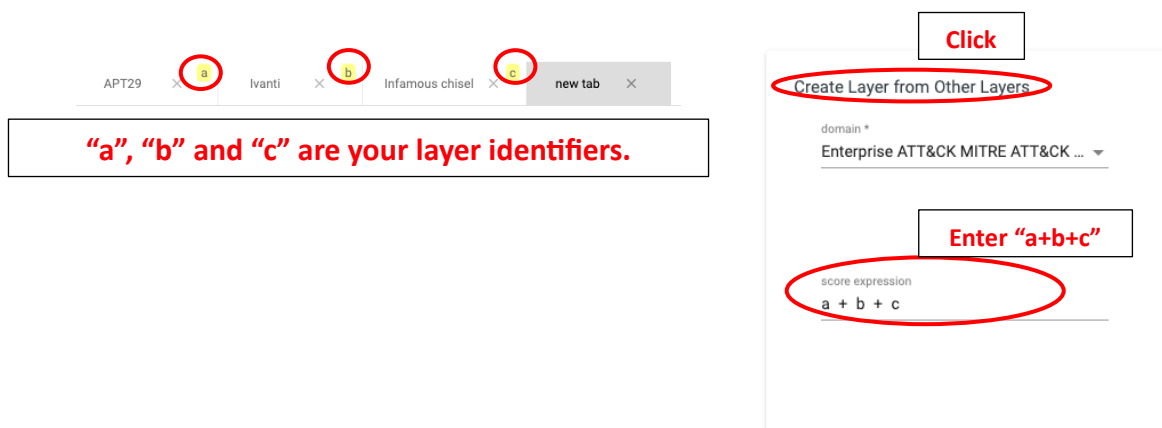 Click
APT29 × a Ivanti × b Infamous chisel × c new tab ×
“a”, “b” and “c” are your layer identifiers.
Create Layer from Other Layers
domain *
Enterprise ATT&CK MITRE ATT&CK ...
Enter “a+b+c”
score expression
a + b + c